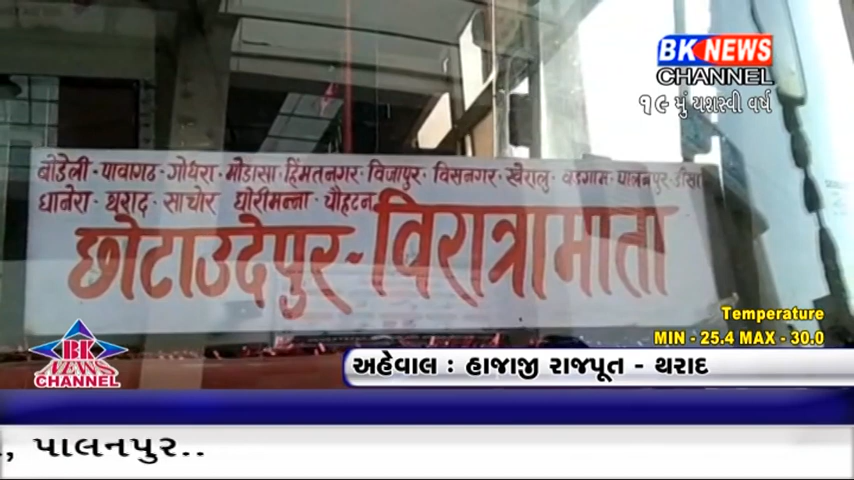 BK NEWS
CHANNEL
૧૯ મું યશસ્વી વર્ષ
बोडेली - पावागढ - गोधरा - मोडासा - हिंमतनगर - विजापुर - विसनगर - खेरालु - वडगाम - पालनपुर - डीसा
धानेरा - थराद - साचोर धोरीमन्ना - चौहटन
छोटाउदेपुर - विरात्रामाता
Temperature
MIN - 25.4 MAX - 30.0
BK
NEWS
CHANNEL
અહેવાલ : હાજાજી રાજપૂત - થરાદ
, પાલનપુર..